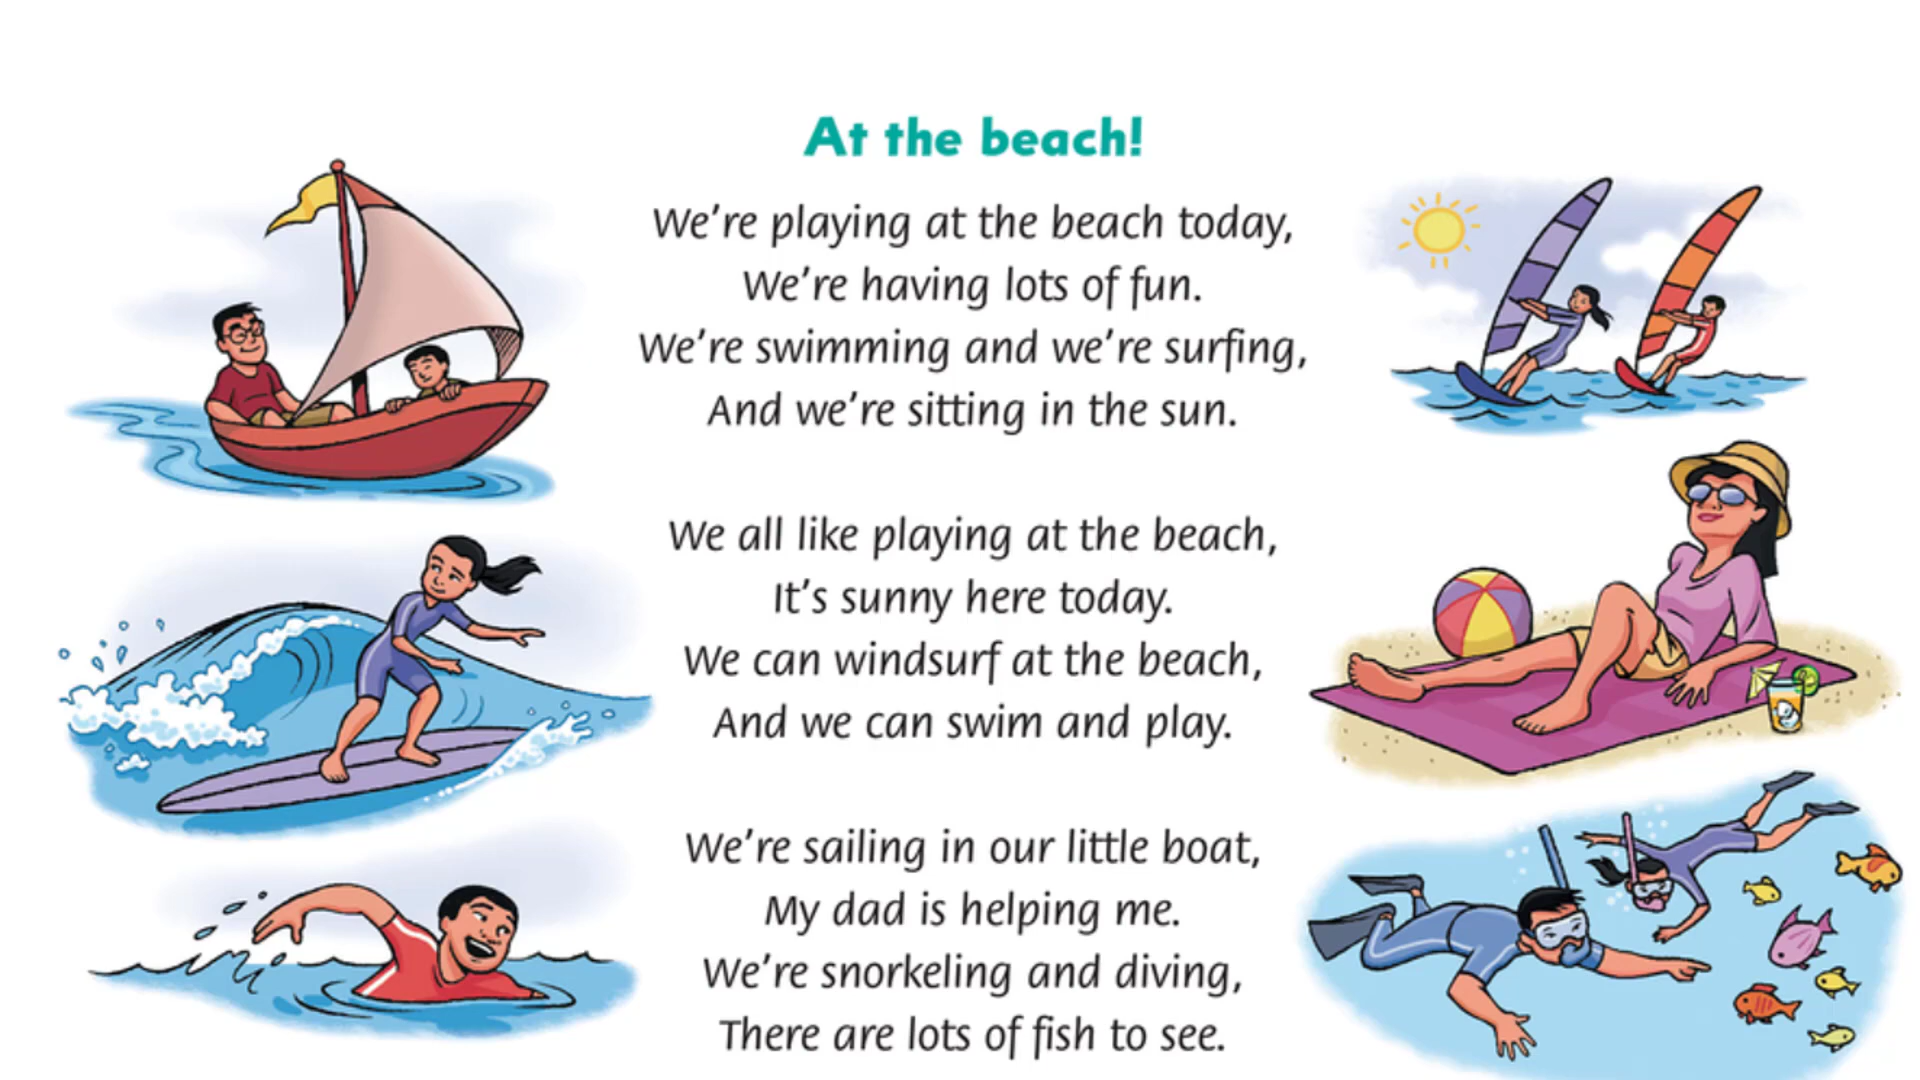 At the beach!
We're playing at the beach today,
We're having lots of fun.
We're swimming and we're surfing,
And we're sitting in the sun.
We all like playing at the beach,
It's sunny here today.
We can windsurf at the beach,
And we can swim and play.
We're sailing in our little boat,
My dad is helping me.
We're snorkeling and diving,
There are lots of fish to see.